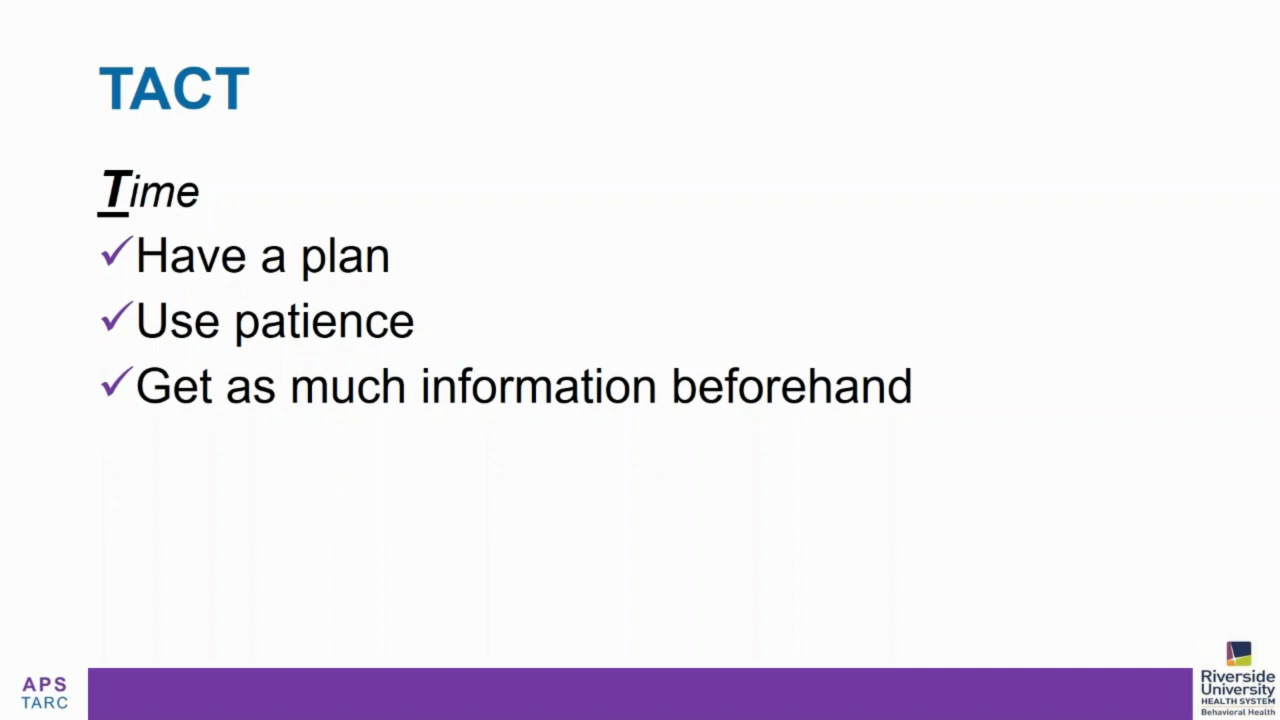 TACT
Time
✓Have a plan
✓Use patience
✓Get as much information beforehand
APS
TARC
Riverside
University
HEALTH SYSTEM
Behavioral Health